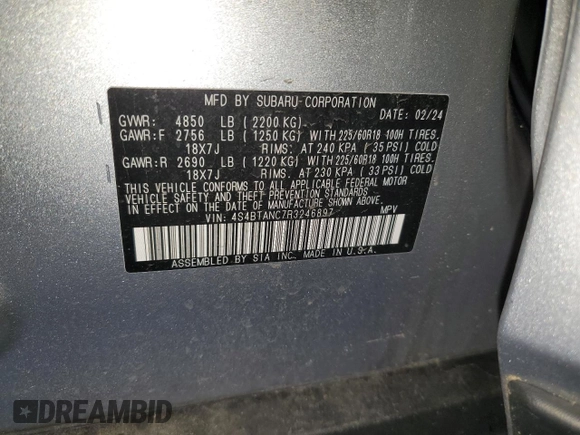 MFD BY SUBARU CORPORATION
DATE: 02/24
GVWR: 4850 LB (2200 KG)
GAWR:F 2756 LB (1250 KG) WITH 225/60R18 100H TIRES.
18X7J RIMS. AT 240 KPA (35 PSI) COLD
GAWR:R 2690 LB (1220 KG) WITH 225/60R18 100H TIRES.
18X7J RIMS. AT 230 KPA (33 PSI) COLD
THIS VEHICLE CONFORMS TO ALL APPLICABLE FEDERAL MOTOR
VEHICLE SAFETY AND THEFT PREVENTION STANDARDS
IN EFFECT ON THE DATE OF MANUFACTURE SHOWN ABOVE.
VIN: 4S4BTANC7R3246897 MPV
ASSEMBLED BY SIA INC. MADE IN U.S.A.
DREAMBID